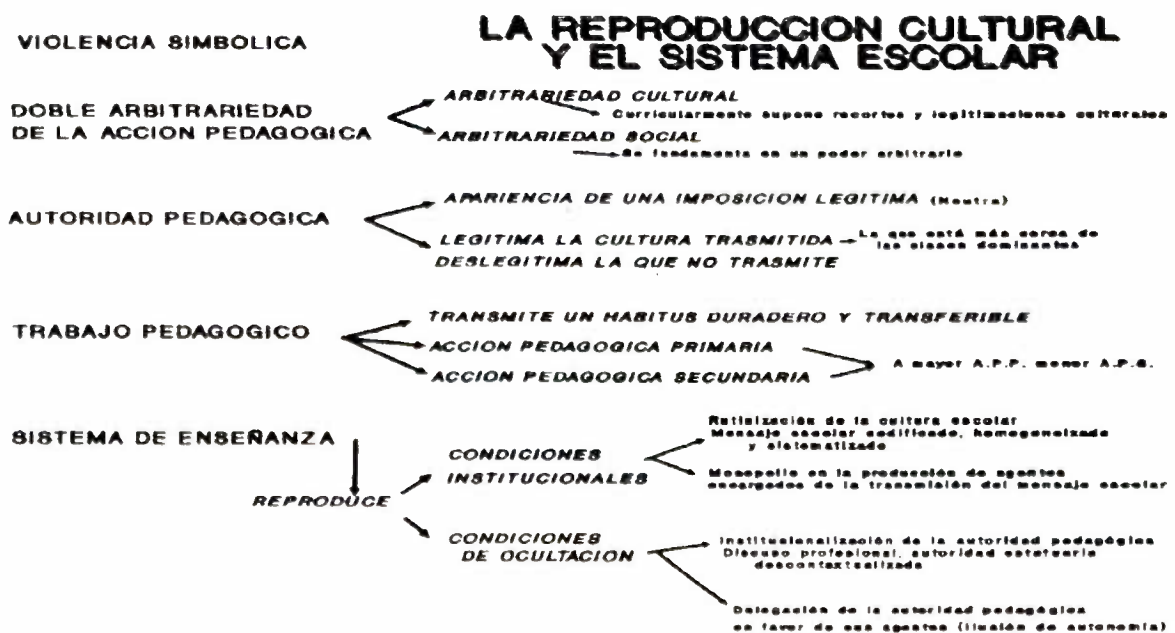 LA REPRODUCCION CULTURAL
Y EL SISTEMA ESCOLAR
VIOLENCIA SIMBOLICA
DOBLE ARBITRARIEDAD
DE LA ACCION PEDAGOGICA
ARBITRARIEDAD CULTURAL
Curricularmente supone recortes y legitimaciones culturales
ARBITRARIEDAD SOCIAL
Se fundamenta en un poder arbitrario
AUTORIDAD PEDAGOGICA
APARIENCIA DE UNA IMPOSICION LEGITIMA (Neutra)
LEGITIMA LA CULTURA TRASMITIDA
DESLEGITIMA LA QUE NO TRASMITE
La que está más cerca de
las clases dominantes
TRABAJO PEDAGOGICO
TRANSMITE UN HABITUS DURADERO Y TRANSFERIBLE
ACCION PEDAGOGICA PRIMARIA
ACCION PEDAGOGICA SECUNDARIA
A mayor A.P.P. menor A.P.S.
SISTEMA DE ENSEÑANZA
REPRODUCE
CONDICIONES
INSTITUCIONALES
Rutinización de la cultura escolar
Mensaje escolar codificado, homogeneizado
y sistematizado
Monopolio en la producción de agentes
encargados de la transmisión del mensaje escolar
CONDICIONES
DE OCULTACION
Institucionalización de la autoridad pedagógica
Discuso profesional, autoridad estatuaria
descontextualizada
Delegación de la autoridad pedagógica
en favor de sus agentes (ilusión de autonomía)